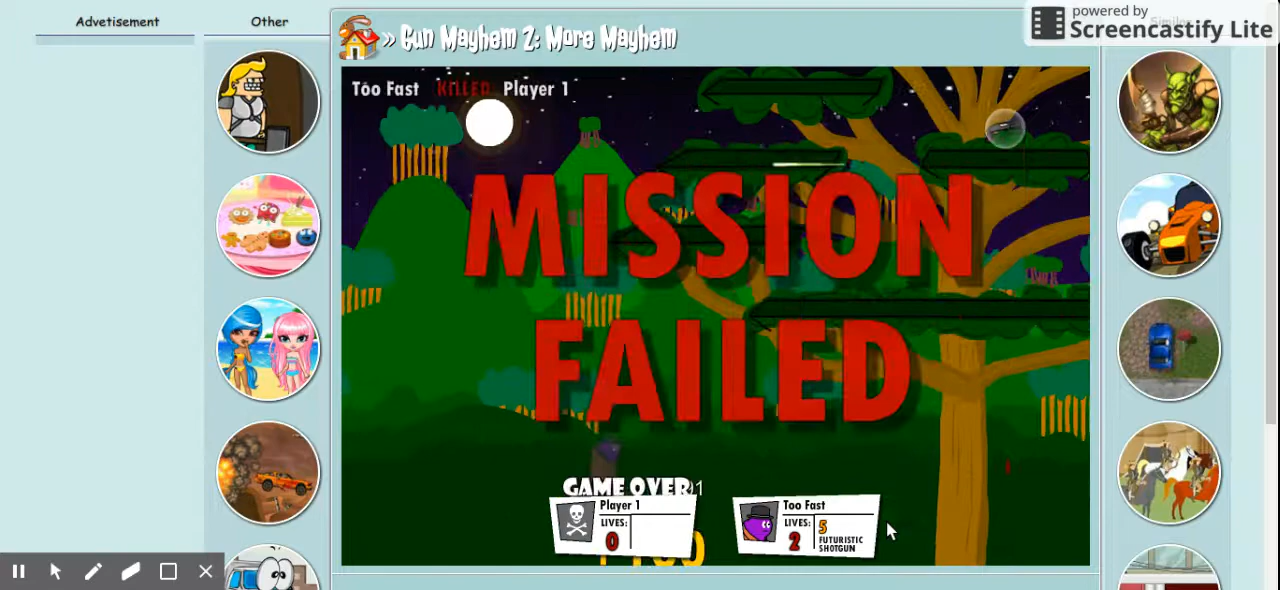 Advetisement
Other
» Gun Mayhem 2: More Mayhem
powered by
Screencastify Lite
Too Fast KILLED Player 1
MISSION
FAILED
GAME OVER
Player 1
LIVES:
0
Too Fast
LIVES:
2
5
FUTURISTIC
SHOTGUN